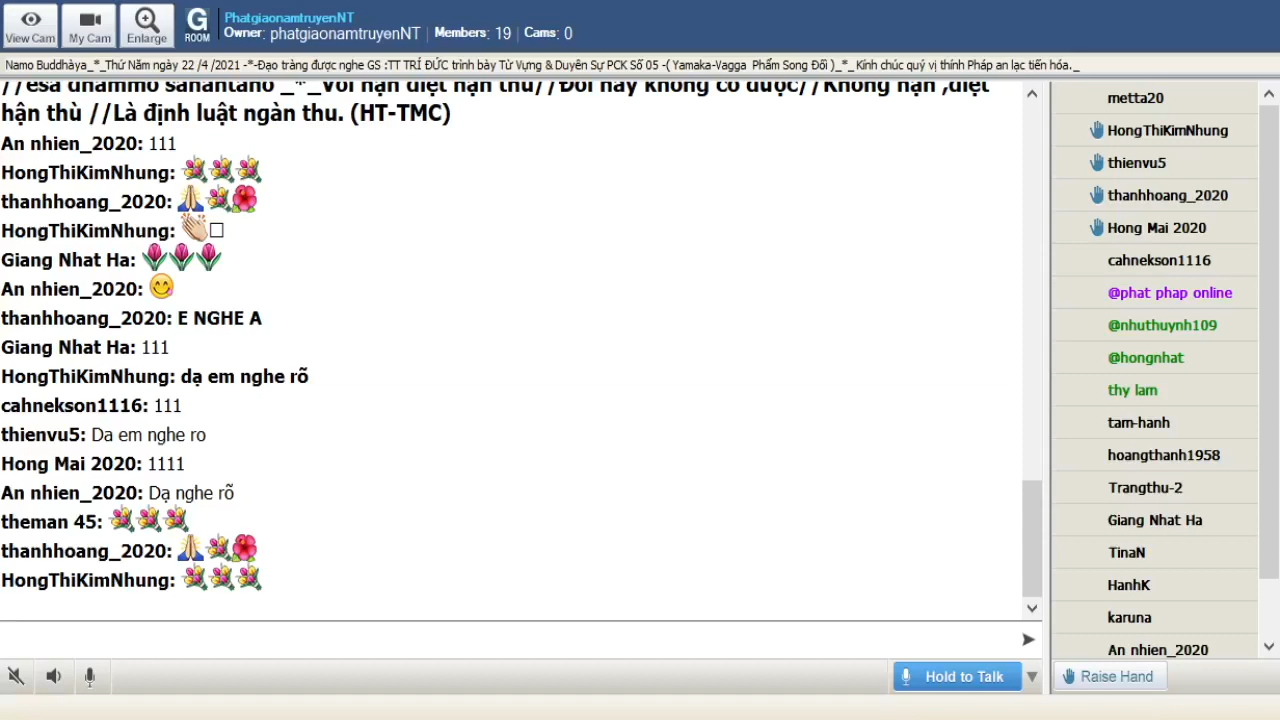 View Cam
My Cam
Enlarge
G ROOM
PhatgiaonamtruyenNT
Owner: phatgiaonamtruyenNT | Members: 19 | Cams: 0
Namo Buddhàya_*_Thứ Năm ngày 22 /4 /2021 -*-Đạo tràng được nghe GS :TT TRÍ ĐỨC trình bày Từ Vựng & Duyên Sự PCK Số 05 -( Yamaka-Vagga Phẩm Song Đối )_*_ Kính chúc quý vị thính Pháp an lạc tiến hóa._
//esa dhammo sanantano _*_Với hận diệt hận thù//Đời này không có được//Không hận ,diệt
hận thù //Là định luật ngàn thu. (HT-TMC)
An nhien_2020: 111
HongThiKimNhung:
thanhhoang_2020:
HongThiKimNhung:
Giang Nhat Ha:
An nhien_2020:
thanhhoang_2020: E NGHE A
Giang Nhat Ha: 111
HongThiKimNhung: dạ em nghe rõ
cahnekson1116: 111
thienvu5: Da em nghe ro
Hong Mai 2020: 1111
An nhien_2020: Dạ nghe rõ
theman 45:
thanhhoang_2020:
HongThiKimNhung:
metta20
HongThiKimNhung
thienvu5
thanhhoang_2020
Hong Mai 2020
cahnekson1116
@phat phap online
@nhuthuynh109
@hongnhat
thy lam
tam-hanh
hoangthanh1958
Trangthu-2
Giang Nhat Ha
TinaN
HanhK
karuna
An nhien_2020
Hold to Talk
Raise Hand